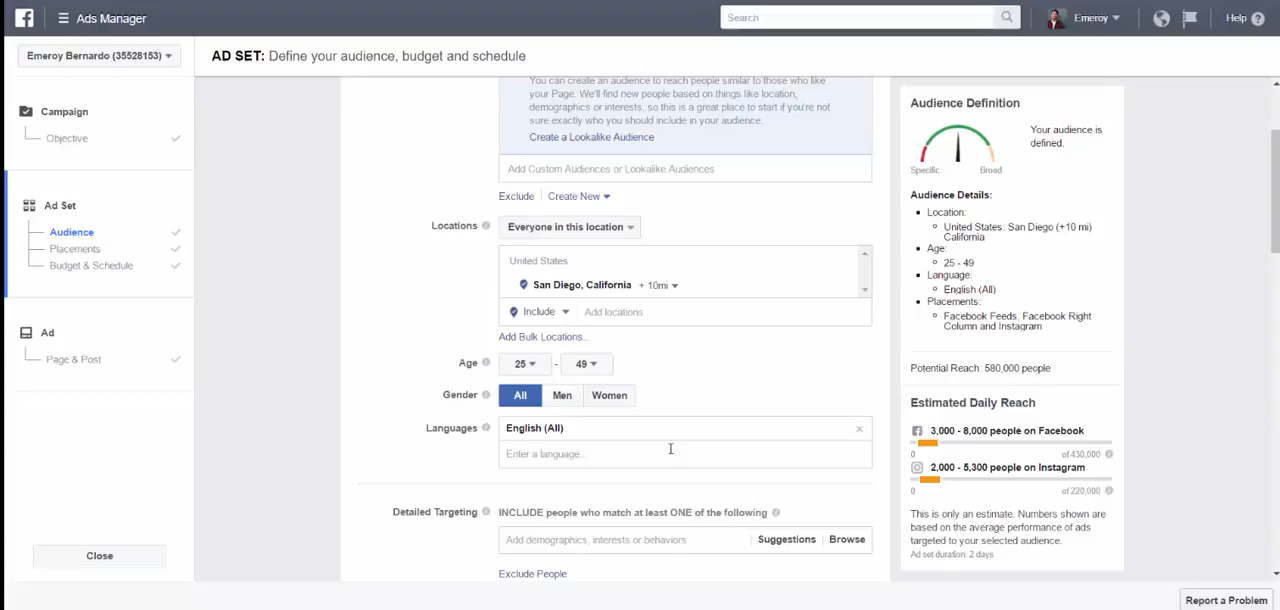 Ads Manager
Search
Emeroy
Help
Emeroy Bernardo (35528153)
AD SET: Define your audience, budget and schedule
Campaign
Objective
Ad Set
Audience
Placements
Budget & Schedule
Ad
Page & Post
Close
You can create an audience to reach people similar to those who like
your Page. We'll find new people based on things like location,
demographics or interests, so this is a great place to start if you're not
sure exactly who you should include in your audience.
Create a Lookalike Audience
Add Custom Audiences or Lookalike Audiences
Exclude
Create New
Locations
Everyone in this location
United States
San Diego, California + 10mi
Include
Add locations
Add Bulk Locations...
Age
25 - 49
Gender
All
Men
Women
Languages
English (All)
Enter a language...
Detailed Targeting
INCLUDE people who match at least ONE of the following
Add demographics, interests or behaviors
Suggestions
Browse
Exclude People
Audience Definition
Your audience is
defined.
Specific
Broad
Audience Details:
Location:
United States: San Diego (+10 mi)
California
Age:
25 - 49
Language:
English (All)
Placements:
Facebook Feeds, Facebook Right
Column and Instagram
Potential Reach: 580,000 people
Estimated Daily Reach
3,000 - 8,000 people on Facebook
0
of 430,000
2,000 - 5,300 people on Instagram
0
of 220,000
This is only an estimate. Numbers shown are
based on the average performance of ads
targeted to your selected audience.
Ad set duration: 2 days
Report a Problem